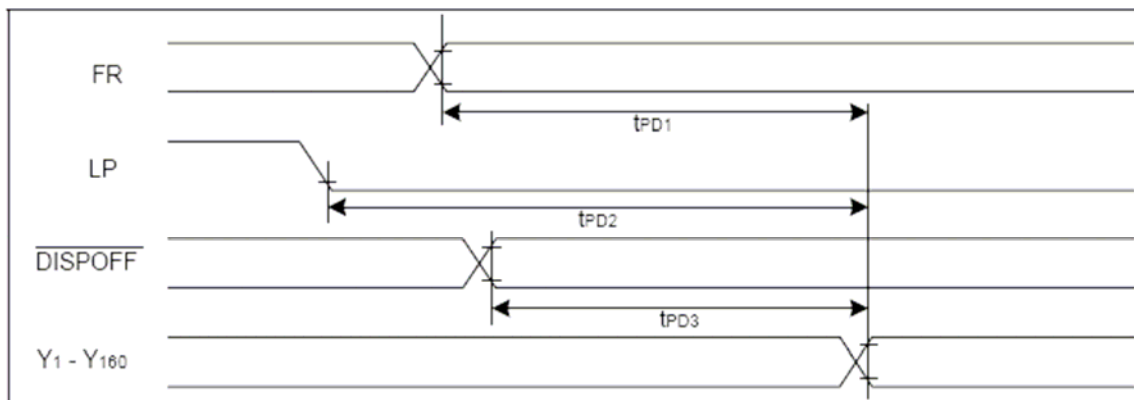 FR
tPD1
LP
tPD2
DISPOFF
tPD3
Y1 - Y160